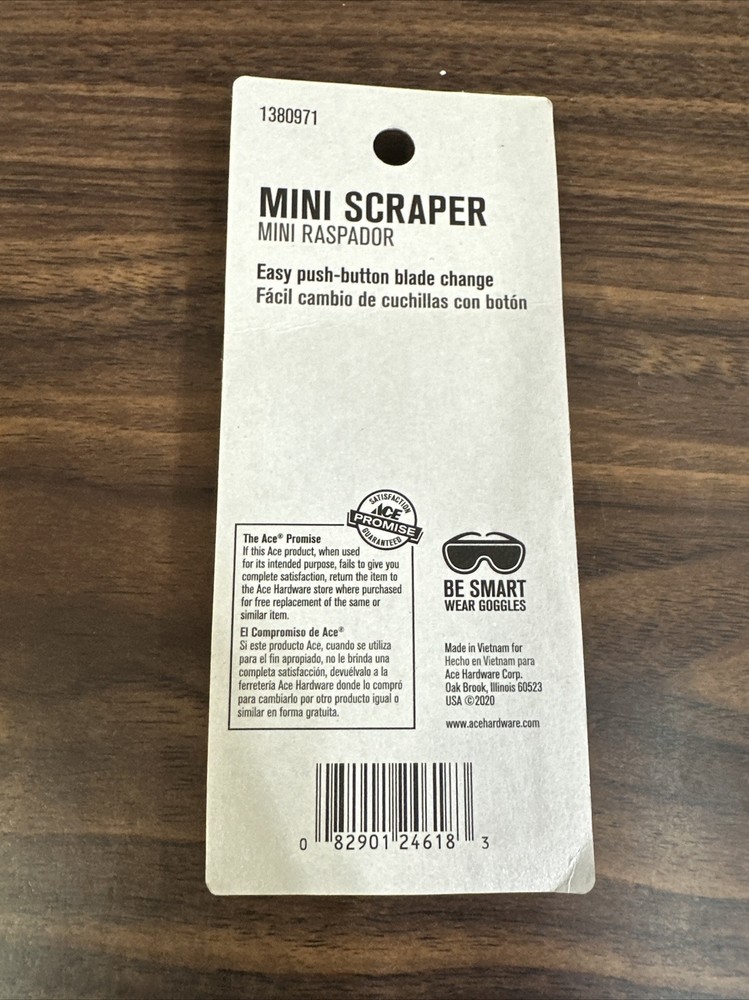 1380971
MINI SCRAPER
MINI RASPADOR
Easy push-button blade change
Fácil cambio de cuchillas con botón
SATISFACTION
ACE
PROMISE
GUARANTEED
The Ace® Promise
If this Ace product, when used
for its intended purpose, fails to give you
complete satisfaction, return the item to
the Ace Hardware store where purchased
for free replacement of the same or
similar item.
El Compromiso de Ace®
Si este producto Ace, cuando se utiliza
para el fin apropiado, no le brinda una
completa satisfacción, devuélvalo a la
ferretería Ace Hardware donde lo compró
para cambiarlo por otro producto igual o
similar en forma gratuita.
BE SMART
WEAR GOGGLES
Made in Vietnam for
Hecho en Vietnam para
Ace Hardware Corp.
Oak Brook, Illinois 60523
USA ©2020
www.acehardware.com
0 82901 24618 3